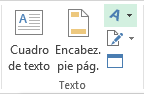 Cuadro
de texto
Encabez.
pie pág.
Texto